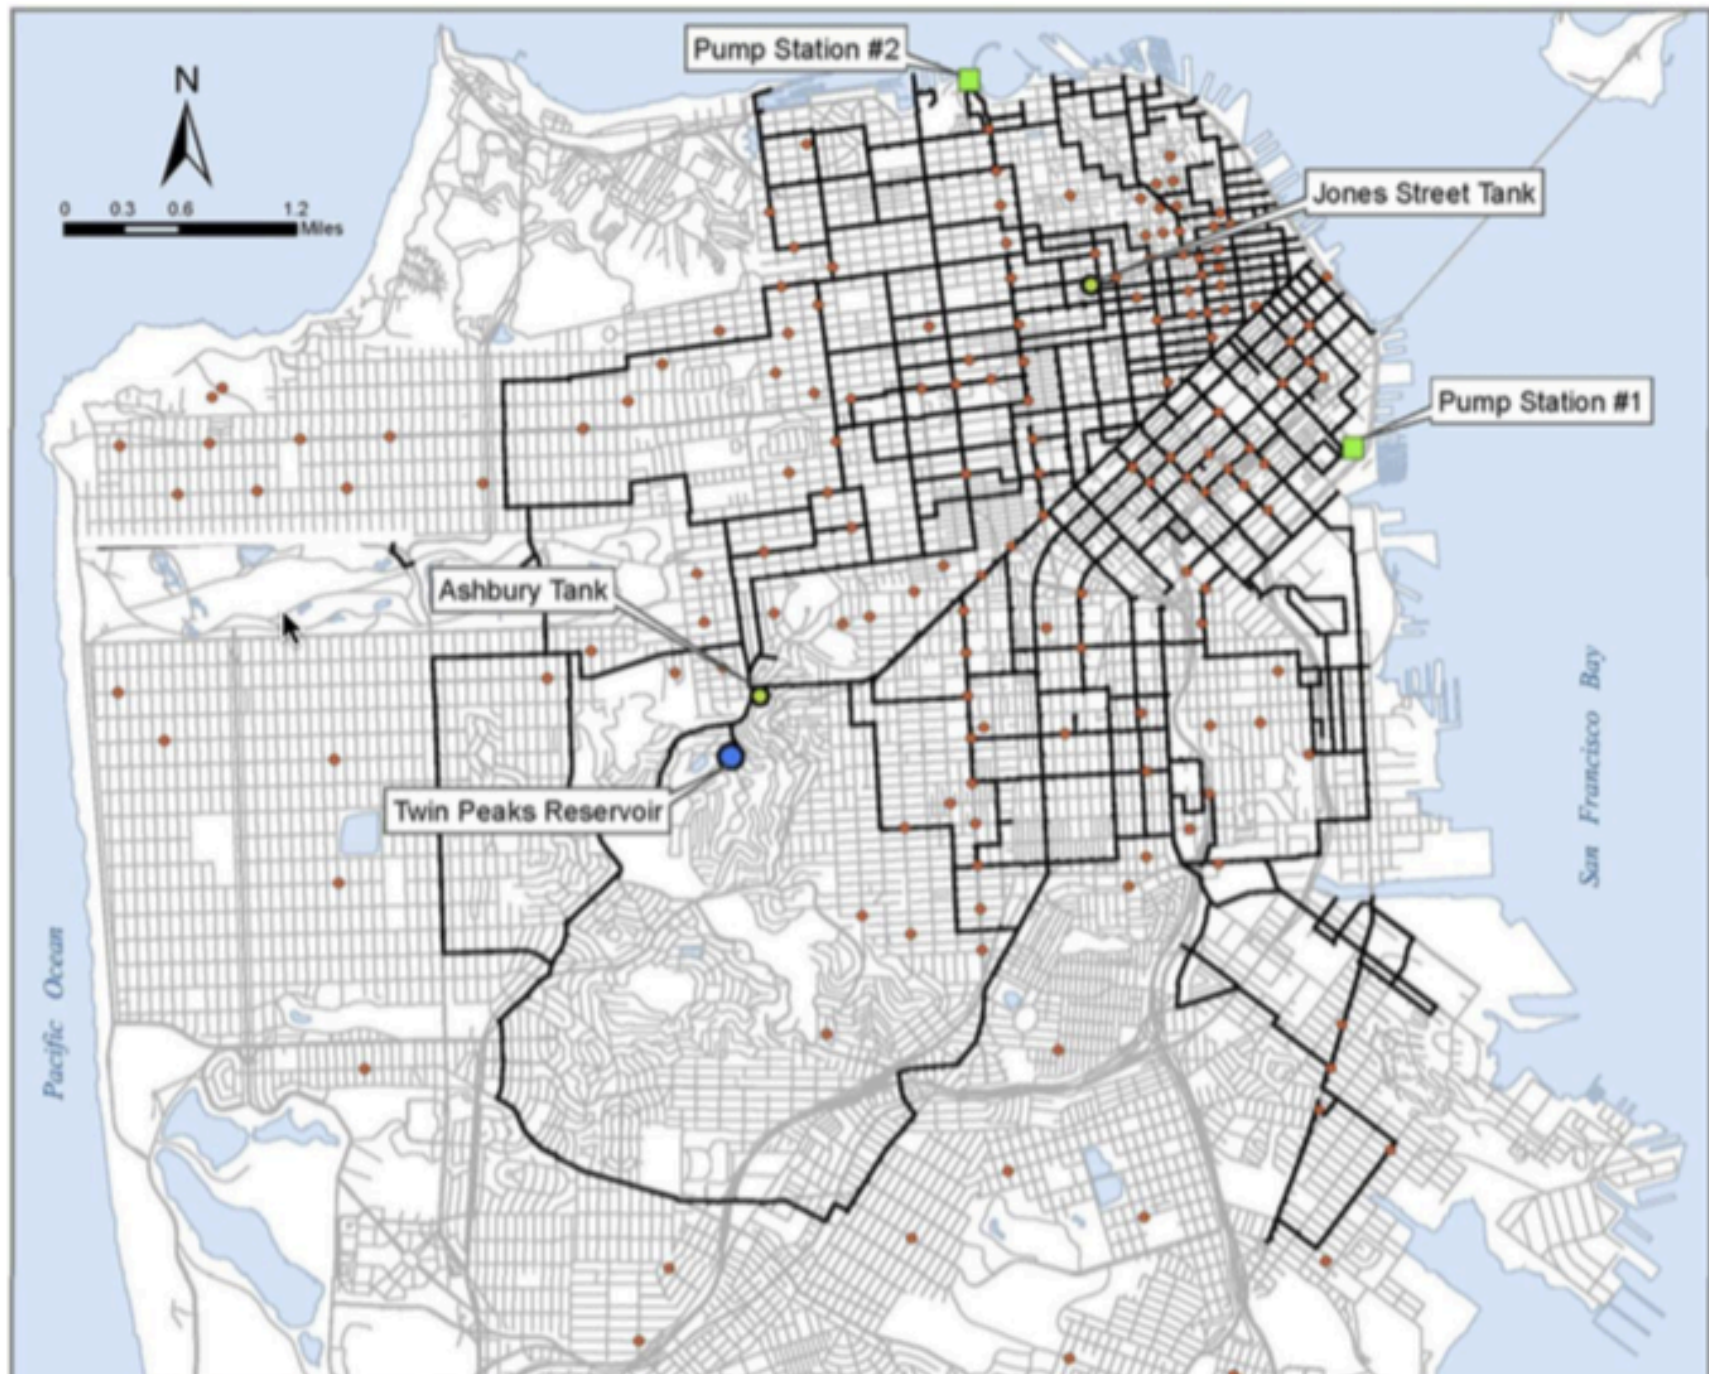 Pump Station #2
N
0 0.3 0.6 1.2
Miles
Jones Street Tank
Pump Station #1
Ashbury Tank
Twin Peaks Reservoir
San Francisco Bay
Pacific Ocean